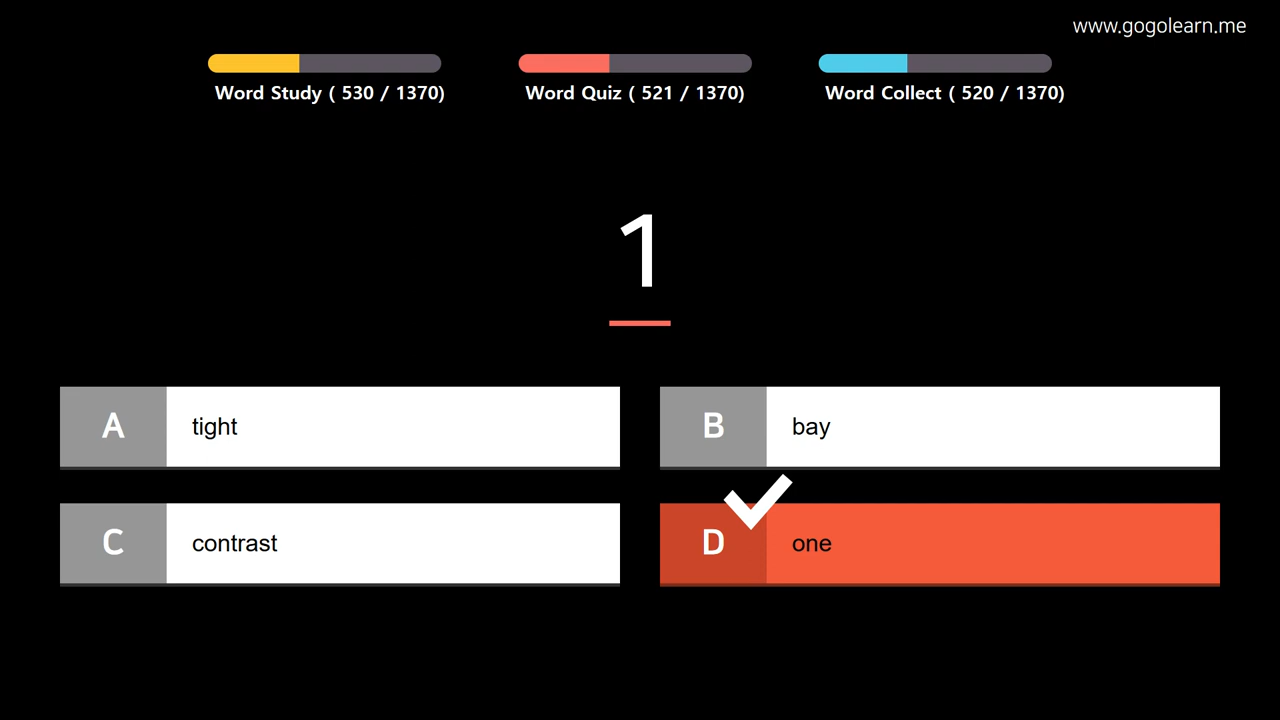 www.gogolearn.me
Word Study ( 530 / 1370)
Word Quiz ( 521 / 1370)
Word Collect ( 520 / 1370)
1
A tight
B bay
C contrast
D one